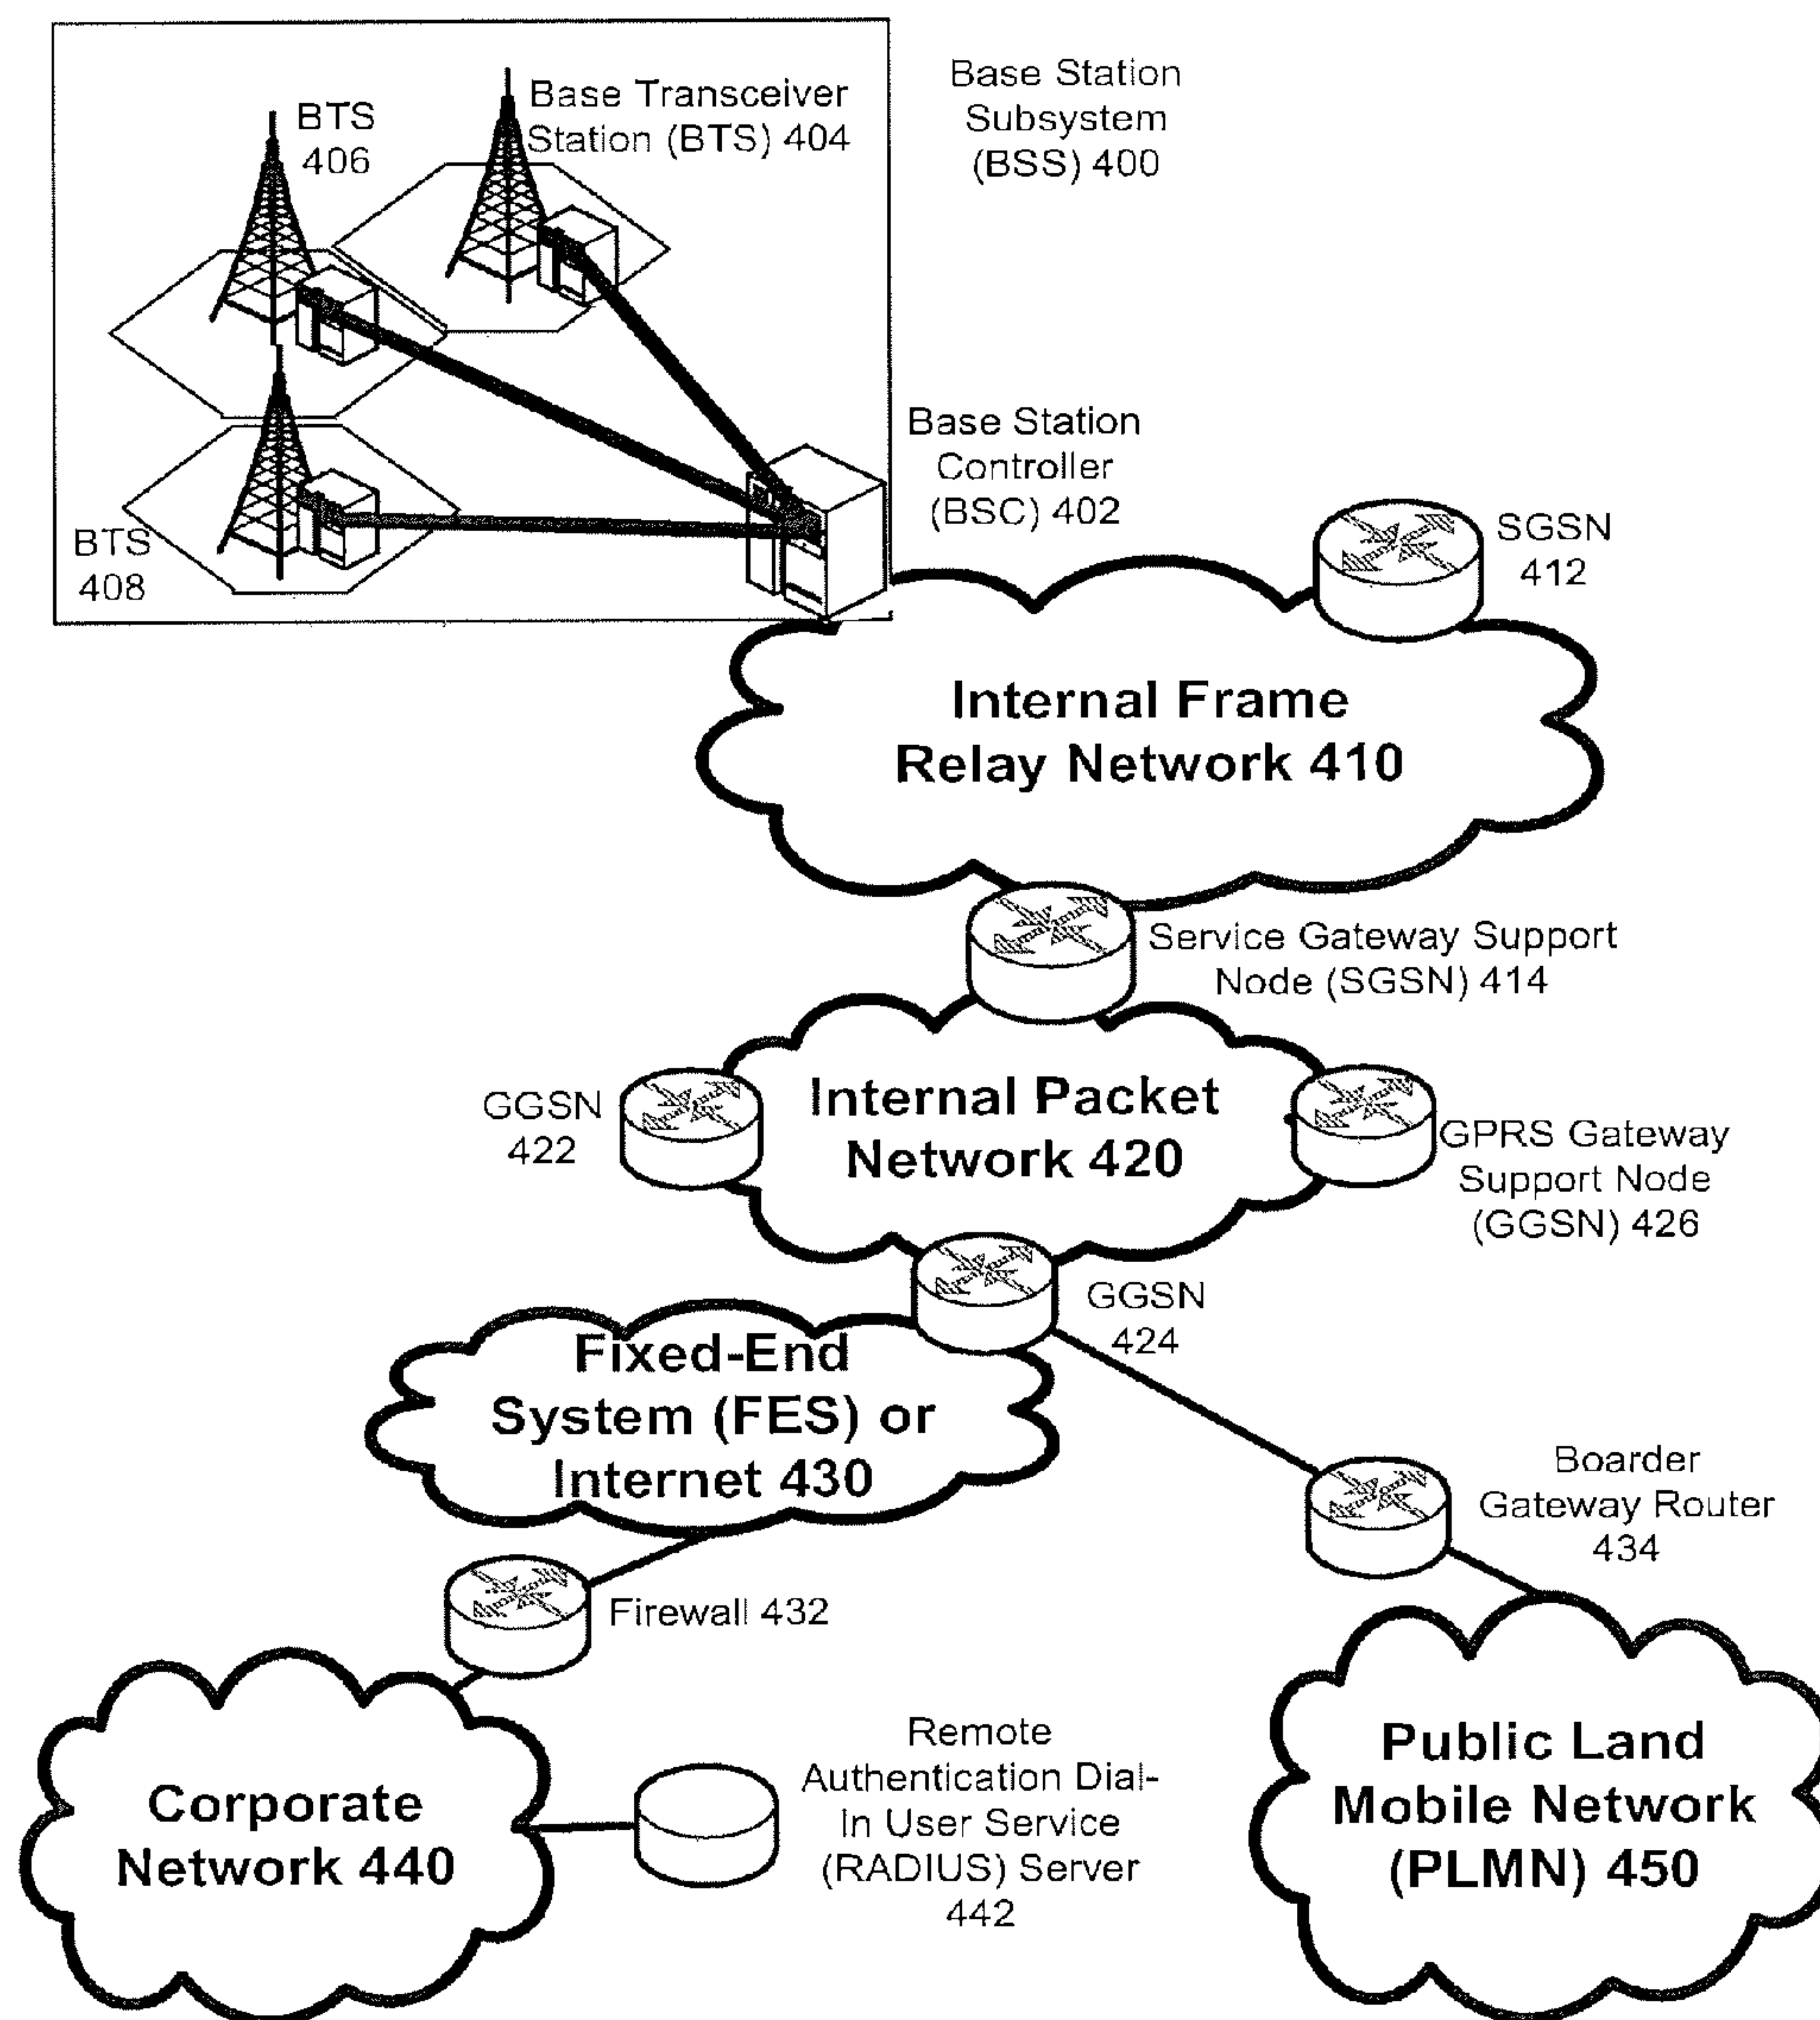 BTS
406
Base Transceiver
Station (BTS) 404
Base Station
Subsystem
(BSS) 400
BTS
408
Base Station
Controller
(BSC) 402
SGSN
412
Internal Frame
Relay Network 410
Service Gateway Support
Node (SGSN) 414
GGSN
422
Internal Packet
Network 420
GPRS Gateway
Support Node
(GGSN) 426
GGSN
424
Fixed-End
System (FES) or
Internet 430
Boarder
Gateway Router
434
Firewall 432
Corporate
Network 440
Remote
Authentication Dial-
In User Service
(RADIUS) Server
442
Public Land
Mobile Network
(PLMN) 450